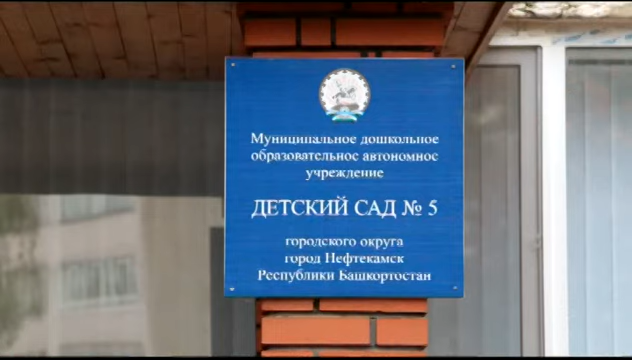 Муниципальное дошкольное
образовательное автономное
учреждение
ДЕТСКИЙ САД № 5
городского округа
город Нефтекамск
Республики Башкортостан